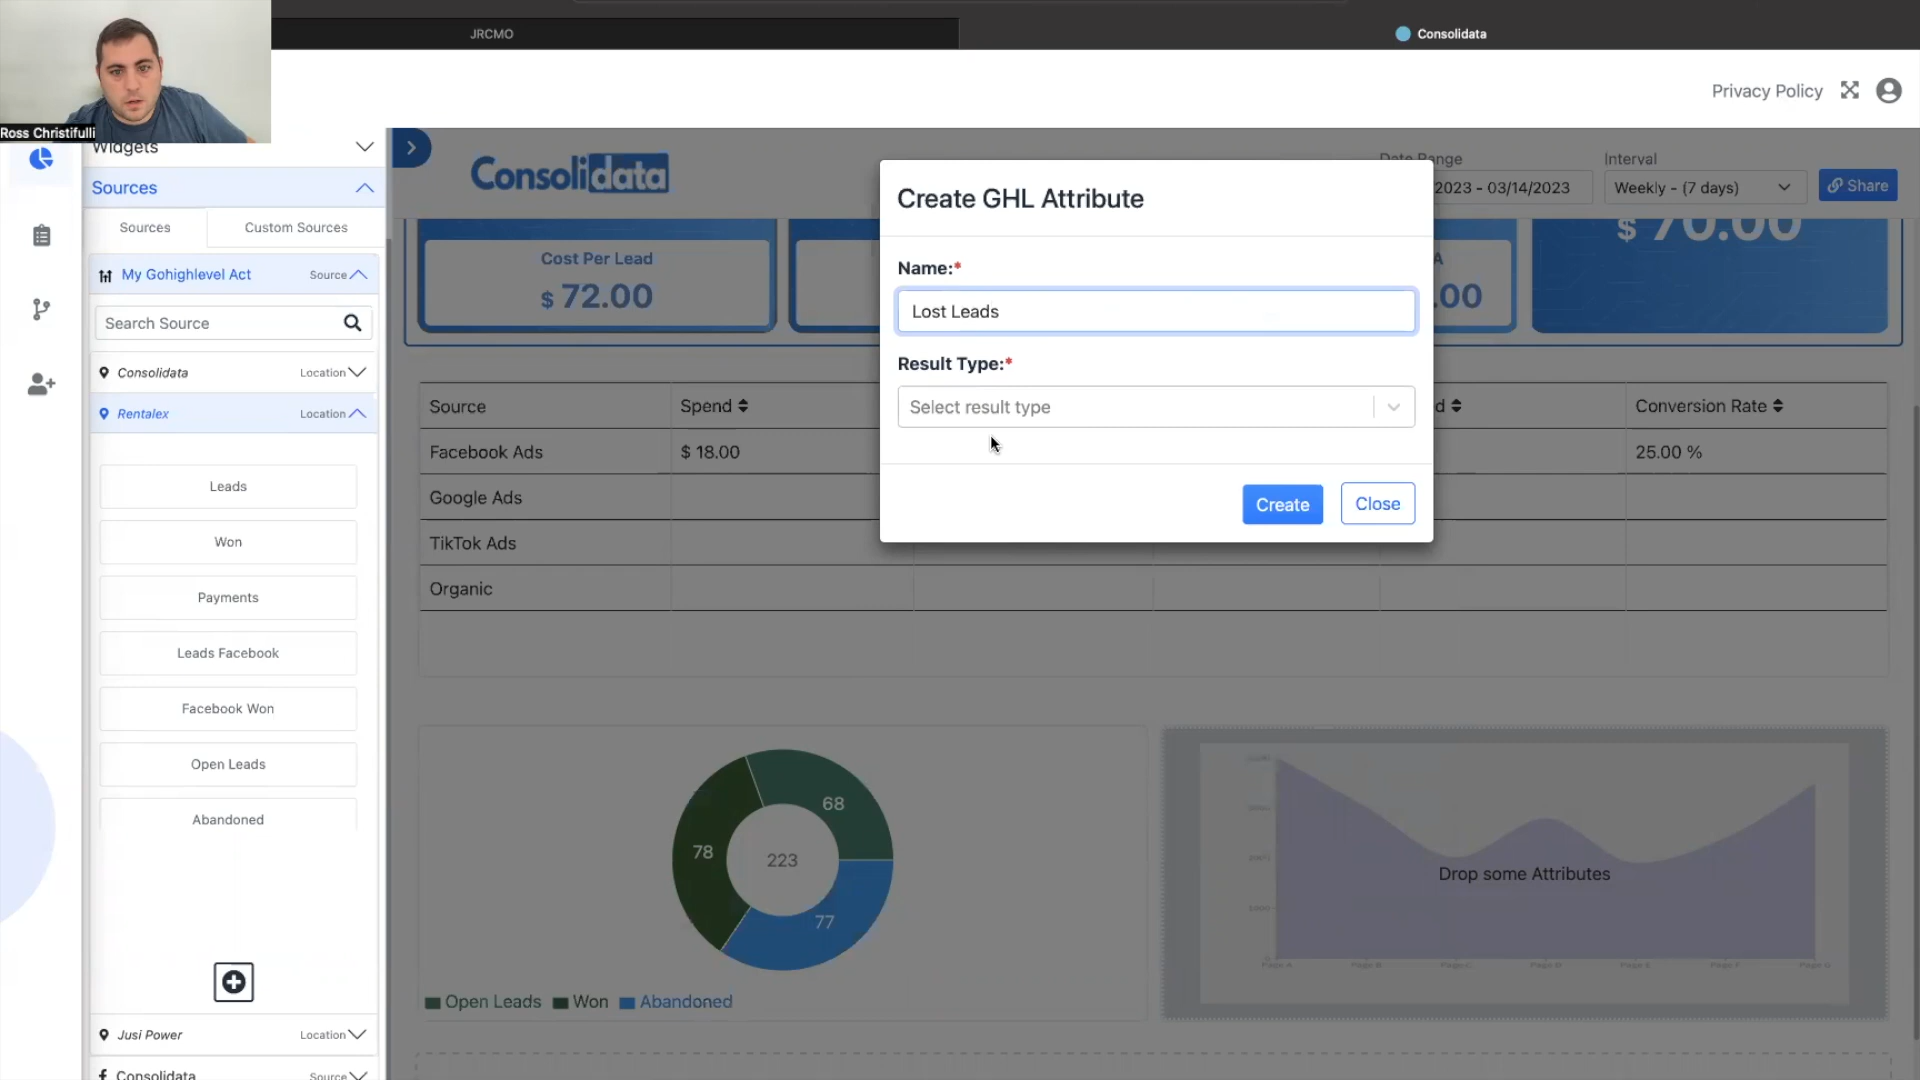 JRCMO
Consolidata
Ross Christifulli
Privacy Policy
Widgets
Sources
Sources
Custom Sources
My Gohighlevel Act
Source
Search Source
Consolidata
Location
Rentalex
Location
Leads
Won
Payments
Leads Facebook
Facebook Won
Open Leads
Abandoned
Jusi Power
Location
Consolidata
Source
Consolidata
Date Range
2023 - 03/14/2023
Interval
Weekly - (7 days)
Share
Cost Per Lead
$ 72.00
A
.00
$ 70.00
Create GHL Attribute
Name:*
Lost Leads
Result Type:*
Select result type
Create
Close
Source
Spend
d
Conversion Rate
Facebook Ads
$ 18.00
25.00 %
Google Ads
TikTok Ads
Organic
68
78
223
77
Open Leads
Won
Abandoned
Drop some Attributes